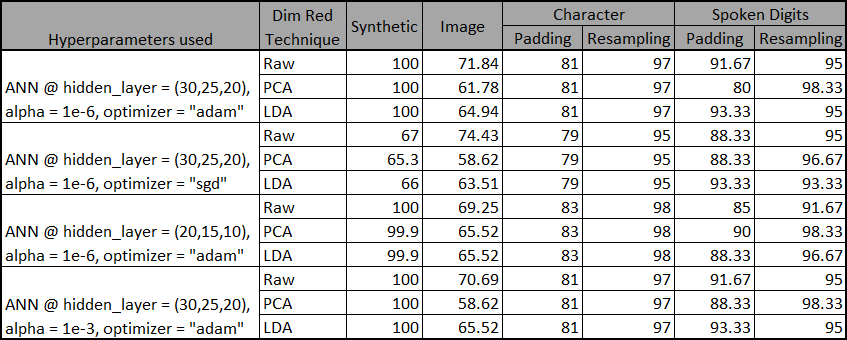 Hyperparameters used Dim Red Technique Synthetic Image Character Spoken Digits
Padding Resampling Padding Resampling
ANN @ hidden_layer = (30,25,20),
alpha = 1e-6, optimizer = "adam"
Raw 100 71.84 81 97 91.67 95
PCA 100 61.78 81 97 80 98.33
LDA 100 64.94 81 97 93.33 95
ANN @ hidden_layer = (30,25,20),
alpha = 1e-6, optimizer = "sgd"
Raw 67 74.43 79 95 88.33 95
PCA 65.3 58.62 79 95 88.33 96.67
LDA 66 63.51 79 95 93.33 93.33
ANN @ hidden_layer = (20,15,10),
alpha = 1e-6, optimizer = "adam"
Raw 100 69.25 83 98 85 91.67
PCA 99.9 65.52 83 98 90 98.33
LDA 99.9 65.52 83 98 88.33 96.67
ANN @ hidden_layer = (30,25,20),
alpha = 1e-3, optimizer = "adam"
Raw 100 70.69 81 97 91.67 95
PCA 100 58.62 81 97 88.33 98.33
LDA 100 65.52 81 97 93.33 95